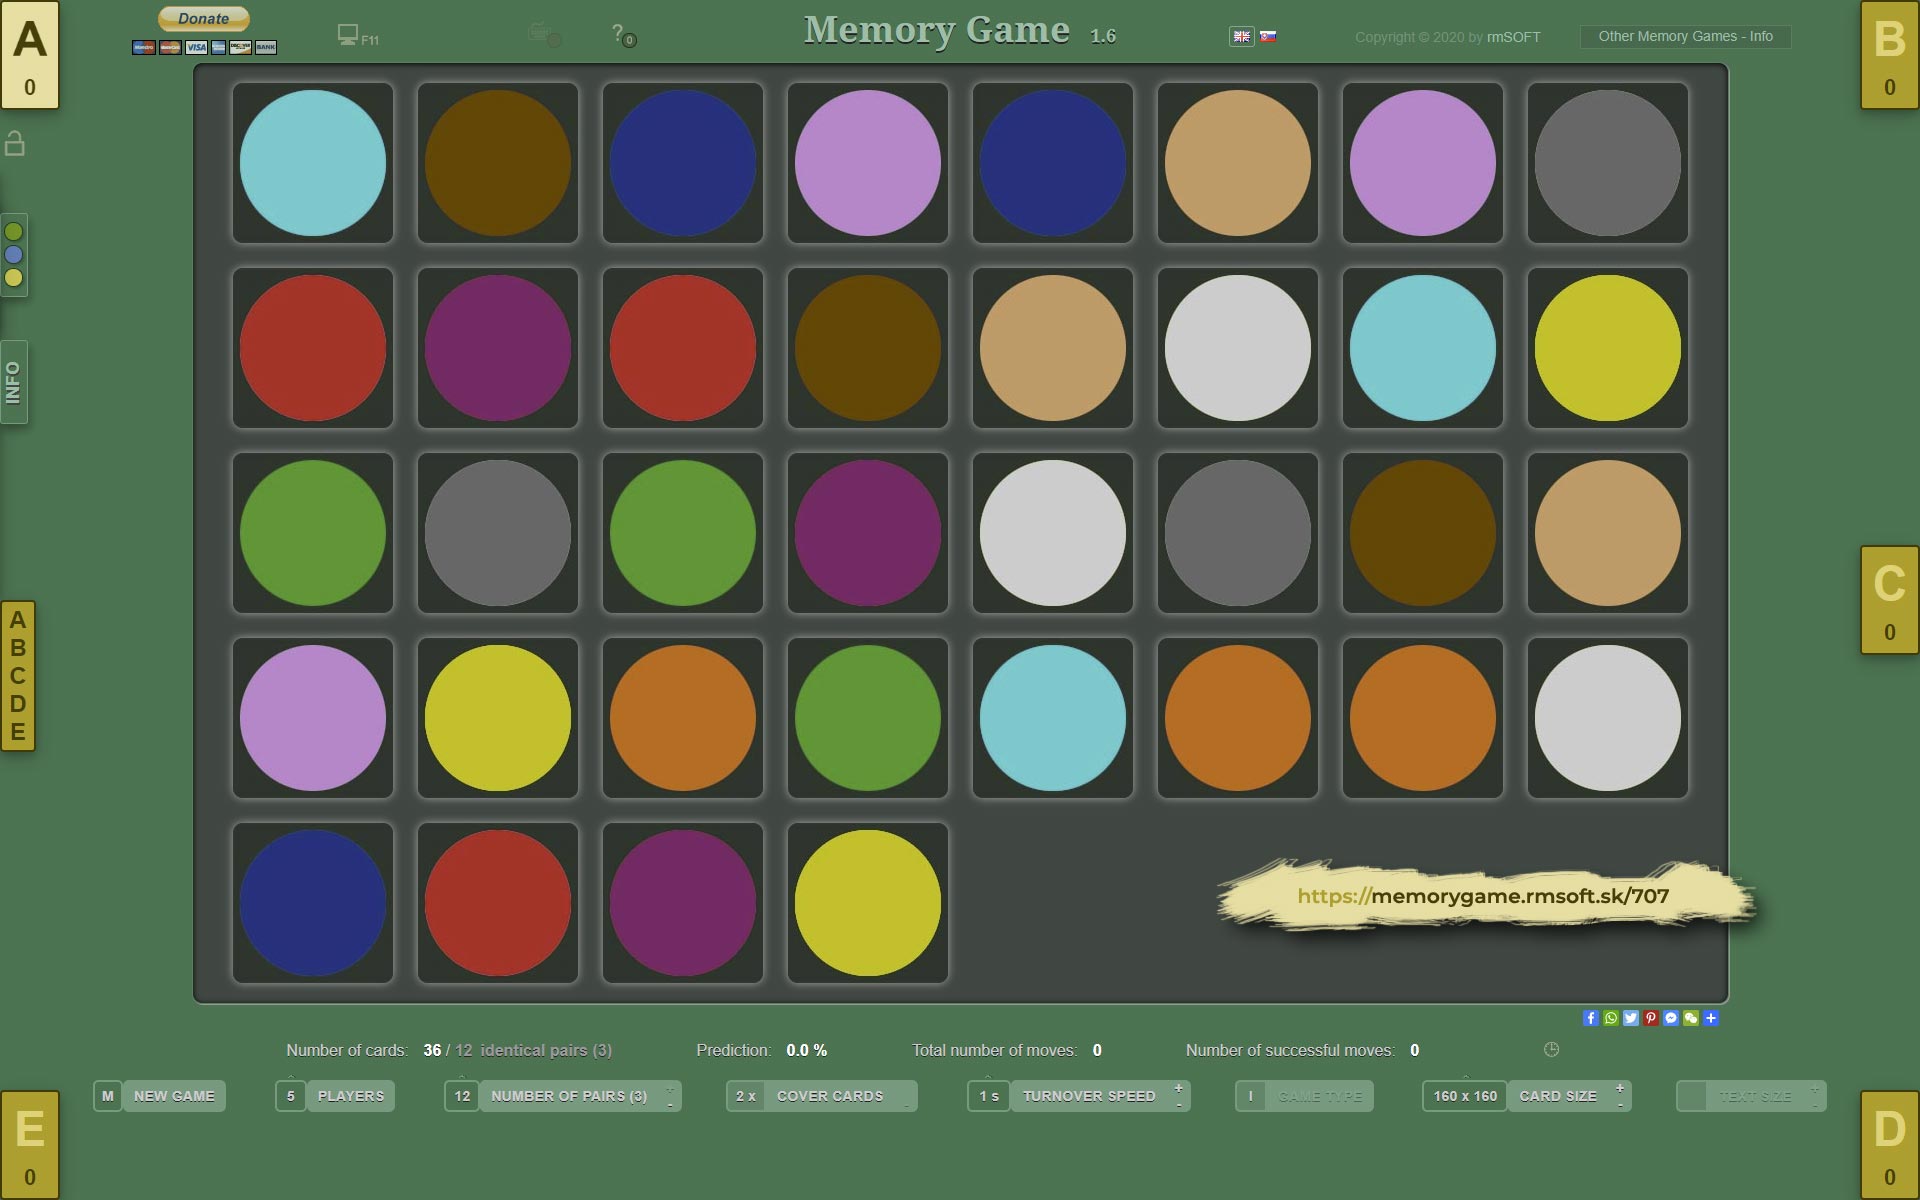 A
0
Donate
VISA
BANK
F11
?
0
Memory Game 1.6
Copyright © 2020 by rmSOFT
Other Memory Games - Info
B
0
INFO
A
B
C
D
E
C
0
https://memorygame.rmsoft.sk/707
Number of cards: 36 / 12 identical pairs (3)
Prediction: 0.0 %
Total number of moves: 0
Number of successful moves: 0
M NEW GAME
5 PLAYERS
12 NUMBER OF PAIRS (3) + -
2 x COVER CARDS -
1 s TURNOVER SPEED + -
I GAME TYPE
160 x 160 CARD SIZE + -
TEXT SIZE + -
E
0
D
0